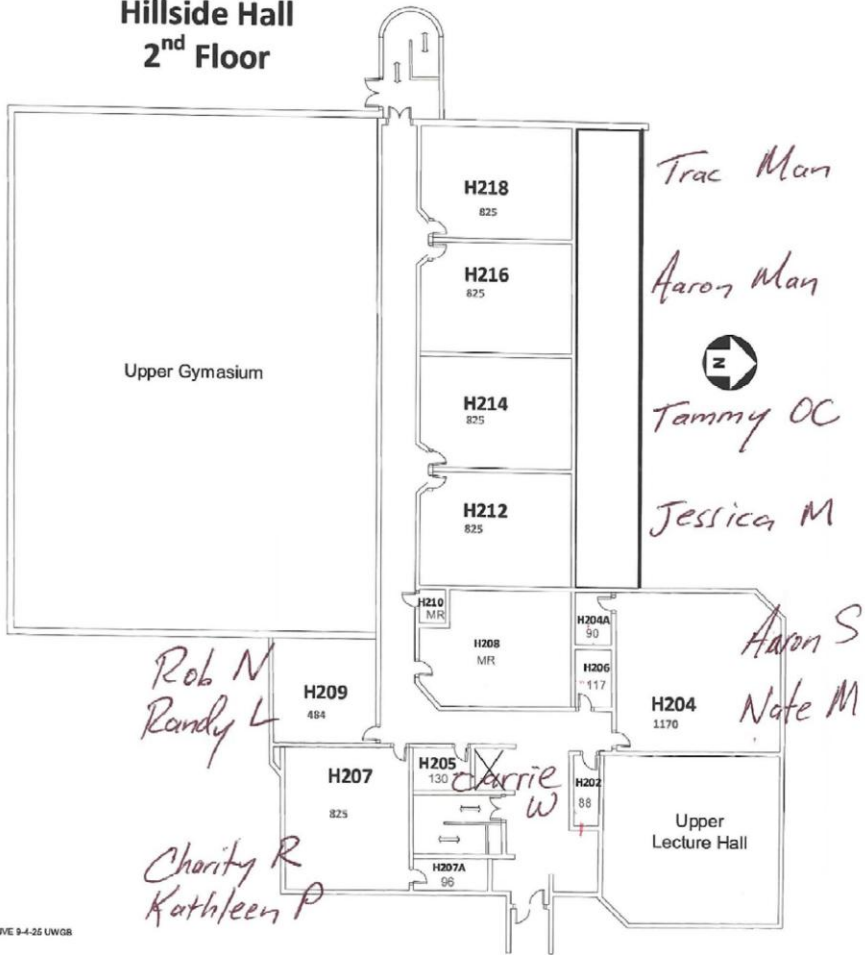 Hillside Hall
2nd Floor
H218
825
Trac Man
H216
825
Aaron Man
Upper Gymasium
N
H214
825
Tammy OC
H212
825
Jessica M
H210
MR
H204A
90
H208
MR
H206
117
Aaron S
Rob N
Randy L
H209
484
H204
1170
Nate M
H207
825
H205
130
Carrie
W
H202
88
Upper
Lecture Hall
Charity R
Kathleen P
H207A
96
9-4-25 UWGB